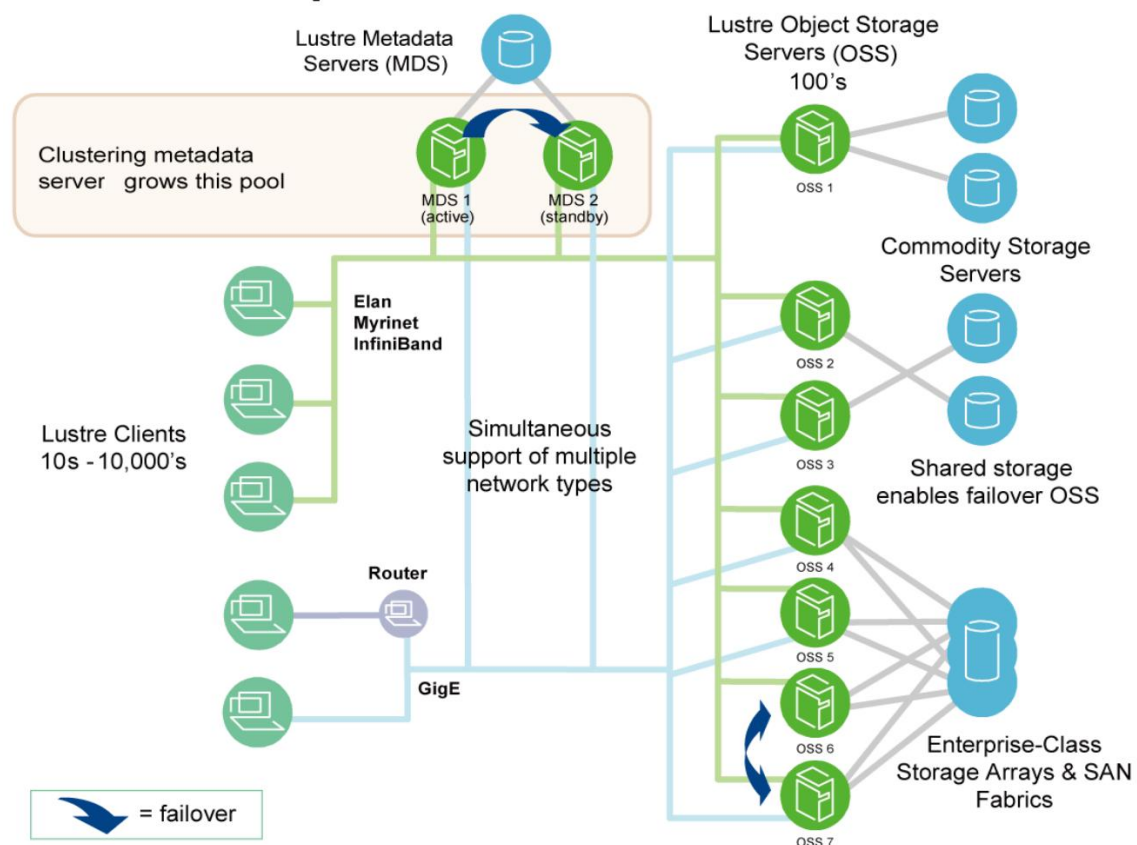 Lustre Metadata
Servers (MDS)
Lustre Object Storage
Servers (OSS)
100's
Clustering metadata
server grows this pool
MDS 1
(active)
MDS 2
(standby)
OSS 1
Commodity Storage
Servers
Elan
Myrinet
InfiniBand
OSS 2
Lustre Clients
10s - 10,000's
Simultaneous
support of multiple
network types
OSS 3
Shared storage
enables failover OSS
OSS 4
Router
OSS 5
GigE
OSS 6
Enterprise-Class
Storage Arrays & SAN
Fabrics
= failover
OSS 7